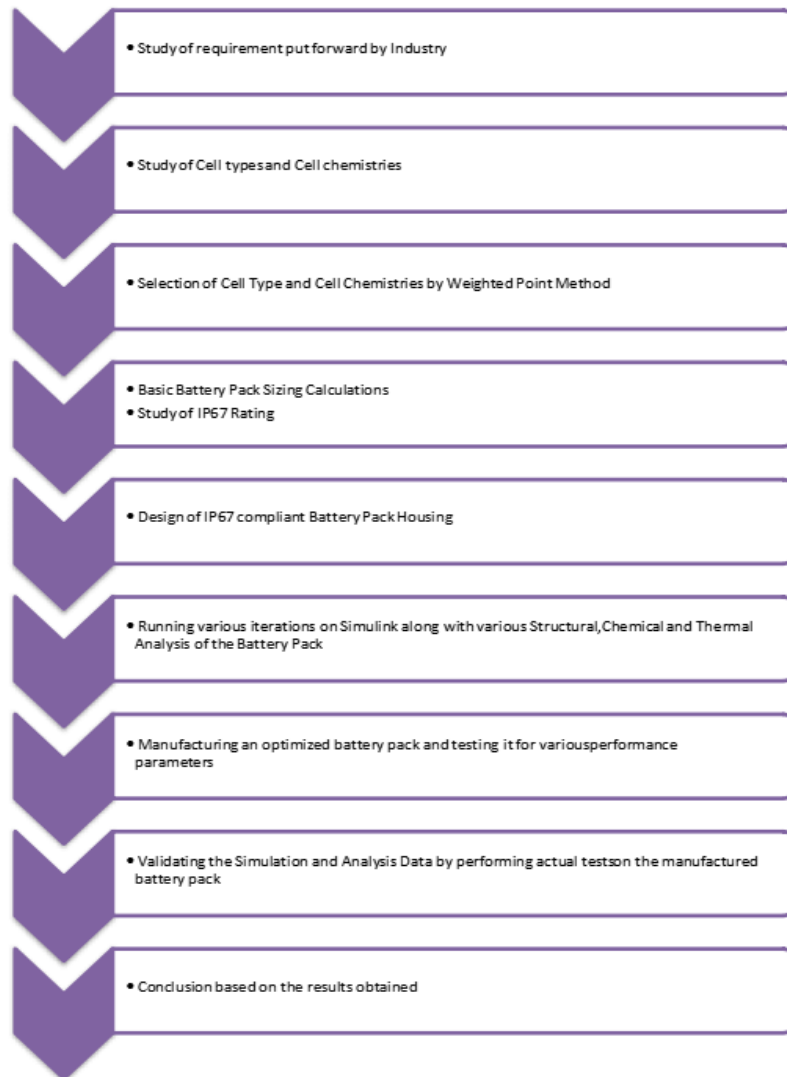 • Study of requirement put forward by Industry
• Study of Cell types and Cell chemistries
• Selection of Cell Type and Cell Chemistries by Weighted Point Method
• Basic Battery Pack Sizing Calculations
• Study of IP67 Rating
• Design of IP67 compliant Battery Pack Housing
• Running various iterations on Simulink along with various Structural,Chemical and Thermal
Analysis of the Battery Pack
• Manufacturing an optimized battery pack and testing it for variousperformance
parameters
• Validating the Simulation and Analysis Data by performing actual testson the manufactured
battery pack
• Conclusion based on the results obtained